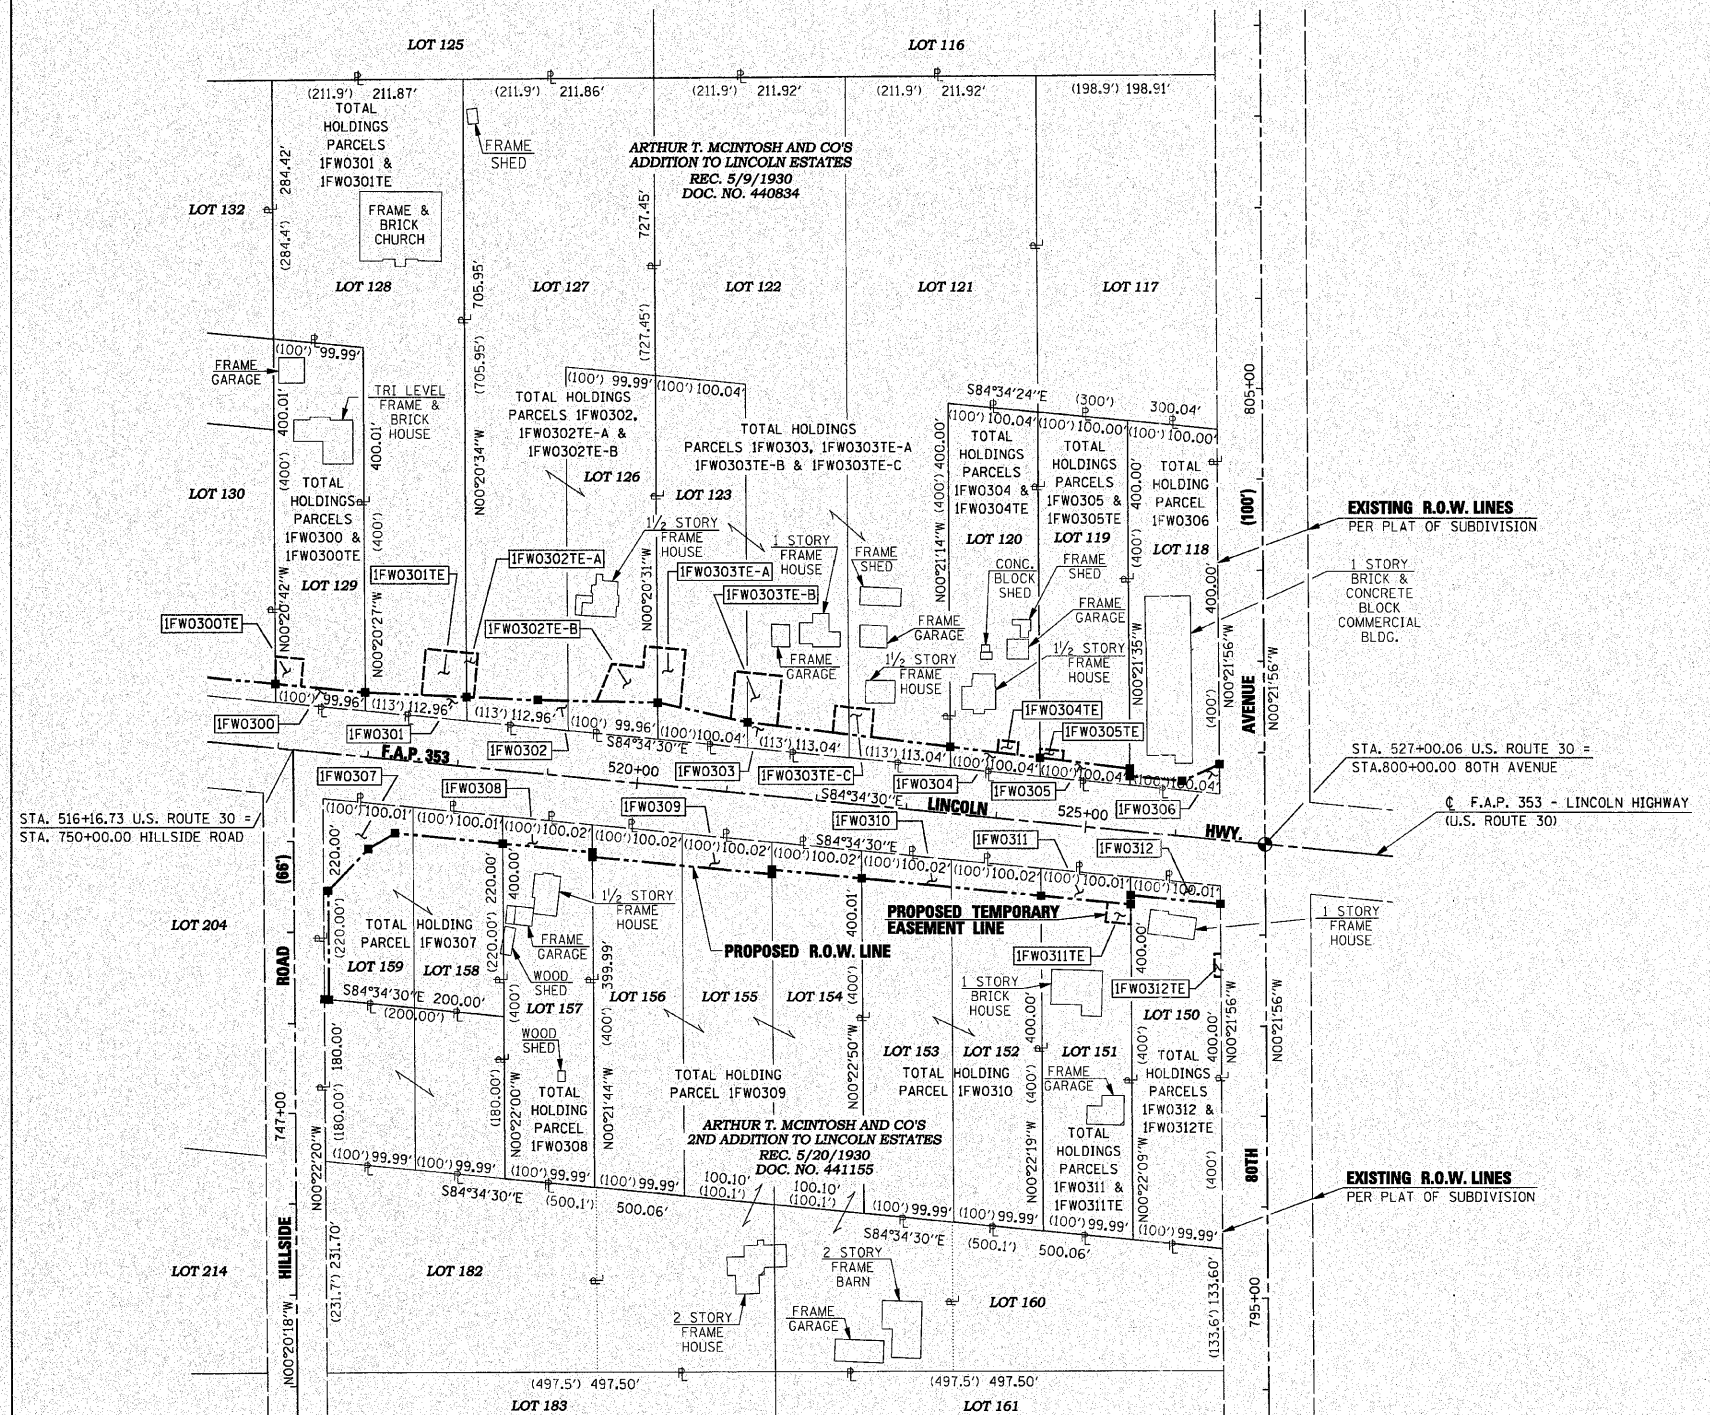 LOT 125
LOT 116
(211.9') 211.87'
(211.9') 211.86'
(211.9') 211.92'
(211.9') 211.92'
(198.9') 198.91'
TOTAL
HOLDINGS
PARCELS
1FW0301 &
1FW0301TE
FRAME
SHED
ARTHUR T. MCINTOSH AND CO'S
ADDITION TO LINCOLN ESTATES
REC. 5/9/1930
DOC. NO. 440834
(284.4') 284.42'
LOT 132
FRAME &
BRICK
CHURCH
(705.95') 705.95'
(727.45') 727.45'
LOT 128
LOT 127
LOT 122
LOT 121
LOT 117
(100') 99.99'
FRAME
GARAGE
TRI LEVEL
FRAME &
BRICK
HOUSE
(400') 400.01'
(400') 400.01'
(100') 99.99'
(100') 100.04'
TOTAL HOLDINGS
PARCELS 1FW0302,
1FW0302TE-A &
1FW0302TE-B
LOT 126
TOTAL HOLDINGS
PARCELS 1FW0303, 1FW0303TE-A
1FW0303TE-B & 1FW0303TE-C
LOT 123
S84°34'24"E
(300')
300.04'
(100') 100.04'
(100') 100.00'
(100') 100.00'
TOTAL
HOLDINGS
PARCELS
1FW0304 &
1FW0304TE
TOTAL
HOLDINGS
PARCELS
1FW0305 &
1FW0305TE
TOTAL
HOLDING
PARCEL
1FW0306
(400') 400.00'
(400') 400.00'
(400') 400.00'
805+00
LOT 130
TOTAL
HOLDINGS
PARCELS
1FW0300 &
1FW0300TE
LOT 129
N00°20'42"W
N00°20'27"W
N00°20'34"W
N00°20'31"W
N00°21'14"W
N00°21'35"W
N00°21'56"W
N00°21'56"W
LOT 120
LOT 119
LOT 118
EXISTING R.O.W. LINES
PER PLAT OF SUBDIVISION
1 STORY
BRICK &
CONCRETE
BLOCK
COMMERCIAL
BLDG.
1½ STORY
FRAME
HOUSE
1 STORY
FRAME
HOUSE
FRAME
SHED
CONC.
BLOCK
SHED
FRAME
SHED
FRAME
GARAGE
FRAME
GARAGE
FRAME
GARAGE
1½ STORY
FRAME
HOUSE
1½ STORY
FRAME
HOUSE
1FW0300TE
1FW0301TE
1FW0302TE-A
1FW0302TE-B
1FW0303TE-A
1FW0303TE-B
1FW0304TE
1FW0305TE
(100') 99.96'
(113') 112.96'
(113') 112.96'
(100') 99.96'
(100') 100.04'
(113') 113.04'
(113') 113.04'
(100') 100.04'
(100') 100.04'
(100') 100.04'
1FW0300
1FW0301
1FW0302
1FW0303
1FW0303TE-C
1FW0304
1FW0305
1FW0306
S84°34'30"E
F.A.P. 353
520+00
S84°34'30"E
LINCOLN
525+00
HWY.
AVENUE
(100')
STA. 527+00.06 U.S. ROUTE 30 =
STA.800+00.00 80TH AVENUE
℄ F.A.P. 353 - LINCOLN HIGHWAY
(U.S. ROUTE 30)
STA. 516+16.73 U.S. ROUTE 30 =
STA. 750+00.00 HILLSIDE ROAD
1FW0307
1FW0308
1FW0309
1FW0310
1FW0311
1FW0312
(100') 100.01'
(100') 100.01'
(100') 100.02'
(100') 100.02'
(100') 100.02'
S84°34'30"E
(100') 100.02'
(100') 100.02'
(100') 100.02'
(100') 100.01'
(100') 100.01'
(220.00') 220.00'
(220.00') 220.00'
(400') 400.00'
(66')
ROAD
LOT 204
TOTAL HOLDING
PARCEL 1FW0307
LOT 159
LOT 158
S84°34'30"E 200.00'
(200.00')
1½ STORY
FRAME
HOUSE
FRAME
GARAGE
WOOD
SHED
PROPOSED TEMPORARY
EASEMENT LINE
PROPOSED R.O.W. LINE
1FW0311TE
1FW0312TE
1 STORY
FRAME
HOUSE
1 STORY
BRICK
HOUSE
LOT 157
LOT 156
LOT 155
LOT 154
LOT 150
(400') 399.99'
(400') 400.01'
(400') 400.00'
(400') 400.00'
(400') 400.00'
WOOD
SHED
TOTAL
HOLDING
PARCEL
1FW0308
TOTAL HOLDING
PARCEL 1FW0309
LOT 153
LOT 152
LOT 151
TOTAL HOLDING
PARCEL 1FW0310
FRAME
GARAGE
TOTAL
HOLDINGS
PARCELS
1FW0312 &
1FW0312TE
TOTAL
HOLDINGS
PARCELS
1FW0311 &
1FW0311TE
(180.00') 180.00'
(180.00')
747+00
N00°22'20"W
N00°22'00"W
N00°21'44"W
N00°22'50"W
N00°22'19"W
N00°22'09"W
N00°21'56"W
N00°21'56"W
ARTHUR T. MCINTOSH AND CO'S
2ND ADDITION TO LINCOLN ESTATES
REC. 5/20/1930
DOC. NO. 441155
(100') 99.99'
(100') 99.99'
(100') 99.99'
(100') 99.99'
100.10'
(100.1')
100.10'
(100.1')
(100') 99.99'
(100') 99.99'
(100') 99.99'
(100') 99.99'
S84°34'30"E
(500.1')
500.06'
S84°34'30"E
(500.1')
500.06'
80TH
EXISTING R.O.W. LINES
PER PLAT OF SUBDIVISION
HILLSIDE
LOT 214
LOT 182
(231.7') 231.70'
N00°20'18"W
2 STORY
FRAME
HOUSE
2 STORY
FRAME
BARN
FRAME
GARAGE
LOT 160
(133.6') 133.60'
795+00
(497.5') 497.50'
(497.5') 497.50'
LOT 183
LOT 161